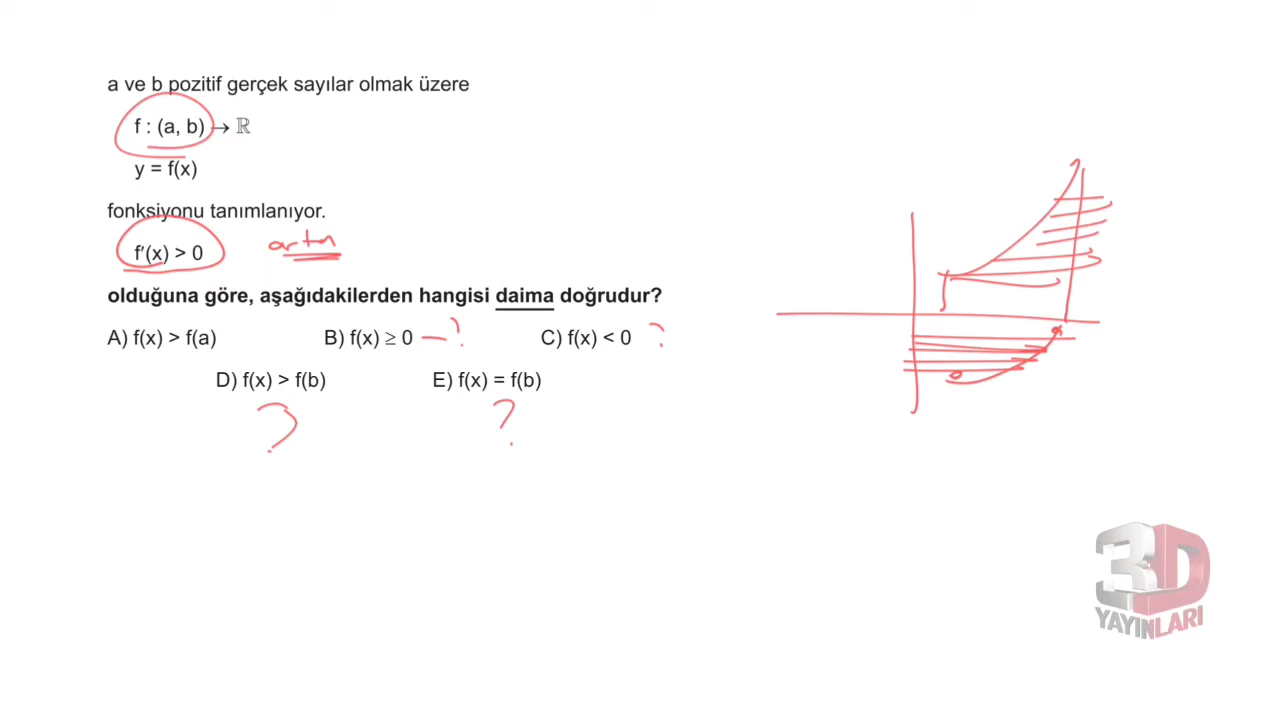 a ve b pozitif gerçek sayılar olmak üzere
f : (a, b) → ℝ
y = f(x)
fonksiyonu tanımlanıyor.
f'(x) > 0 artan
olduğuna göre, aşağıdakilerden hangisi daima doğrudur?
A) f(x) > f(a) B) f(x) ≥ 0 —? C) f(x) < 0 ?
D) f(x) > f(b) E) f(x) = f(b)
? ?
3D
YAYINLARI